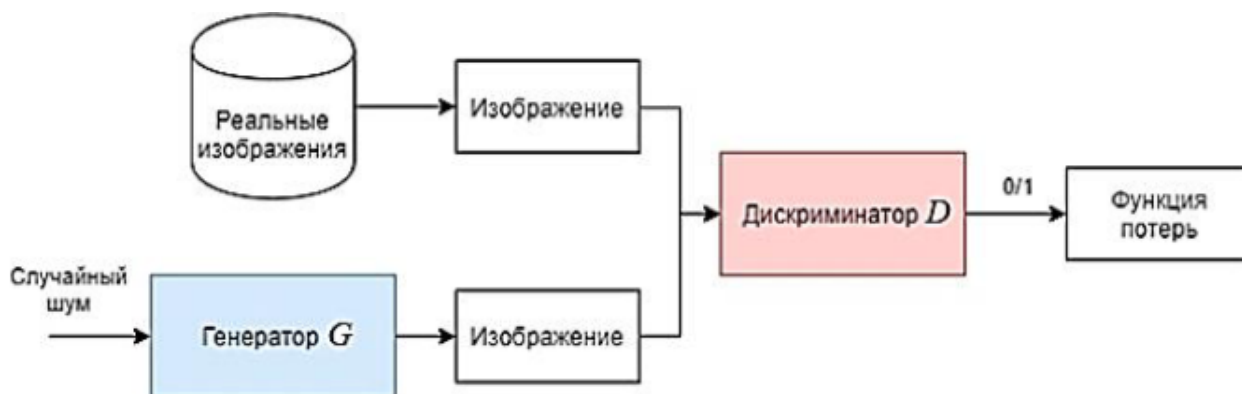 Реальные
изображения
Изображение
Дискриминатор D
0/1
Функция
потерь
Случайный
шум
Генератор G
Изображение